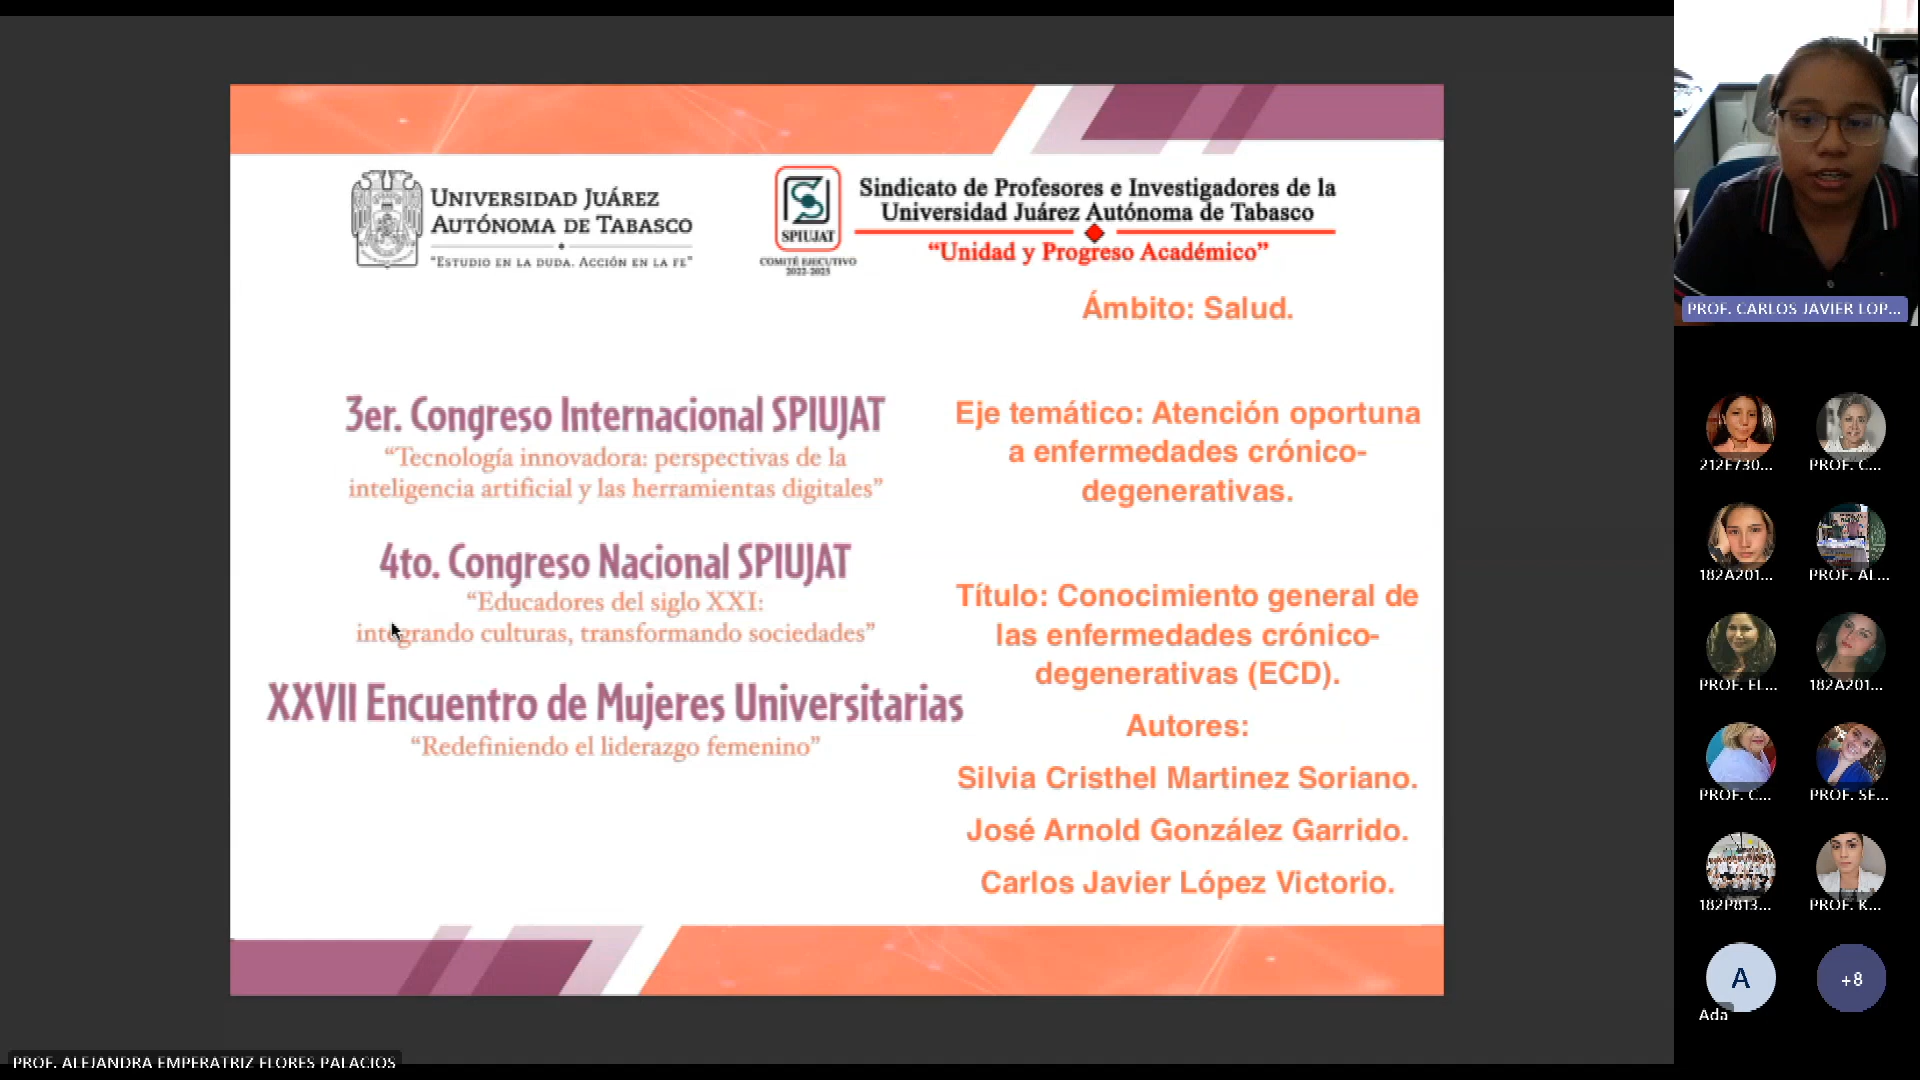 UNIVERSIDAD JUÁREZ
AUTÓNOMA DE TABASCO
"ESTUDIO EN LA DUDA. ACCIÓN EN LA FE"
SPIUJAT
COMITÉ EJECUTIVO
2022-2025
Sindicato de Profesores e Investigadores de la
Universidad Juárez Autónoma de Tabasco
“Unidad y Progreso Académico”
3er. Congreso Internacional SPIUJAT
“Tecnología innovadora: perspectivas de la
inteligencia artificial y las herramientas digitales”
4to. Congreso Nacional SPIUJAT
“Educadores del siglo XXI:
integrando culturas, transformando sociedades”
XXVII Encuentro de Mujeres Universitarias
“Redefiniendo el liderazgo femenino”
Ámbito: Salud.
Eje temático: Atención oportuna
a enfermedades crónico-
degenerativas.
Título: Conocimiento general de
las enfermedades crónico-
degenerativas (ECD).
Autores:
Silvia Cristhel Martinez Soriano.
José Arnold González Garrido.
Carlos Javier López Victorio.
PROF. CARLOS JAVIER LOP...
212E730...
PROF. C...
182A201...
PROF. AL...
PROF. EL...
182A201...
PROF. C...
PROF. SE...
182P813...
PROF. K...
A
+8
Ada
PROF. ALEJANDRA EMPERATRIZ FLORES PALACIOS